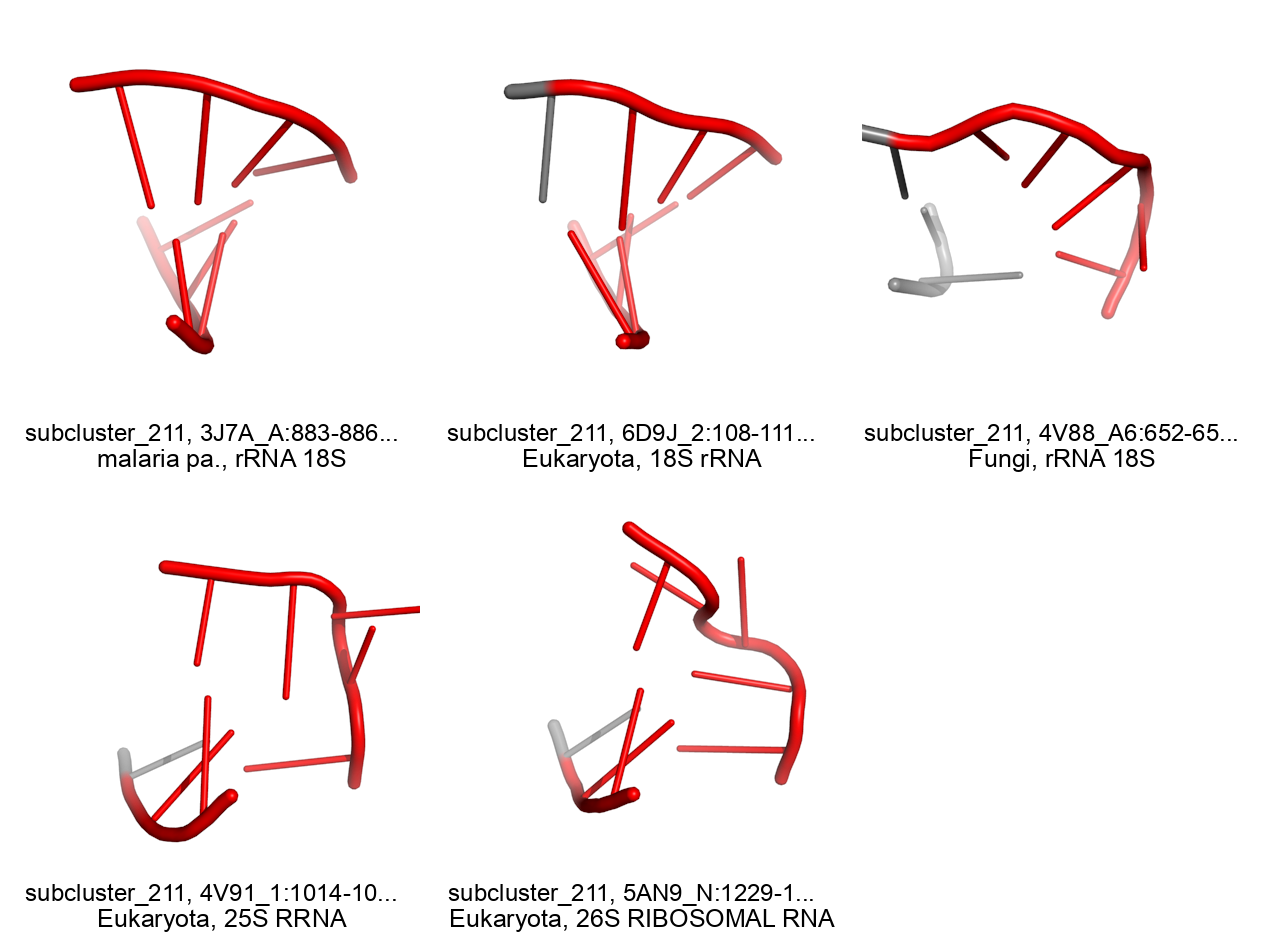 subcluster_211, 3J7A_A:883-886...
malaria pa., rRNA 18S
subcluster_211, 6D9J_2:108-111...
Eukaryota, 18S rRNA
subcluster_211, 4V88_A6:652-65...
Fungi, rRNA 18S
subcluster_211, 4V91_1:1014-10...
Eukaryota, 25S RRNA
subcluster_211, 5AN9_N:1229-1...
Eukaryota, 26S RIBOSOMAL RNA